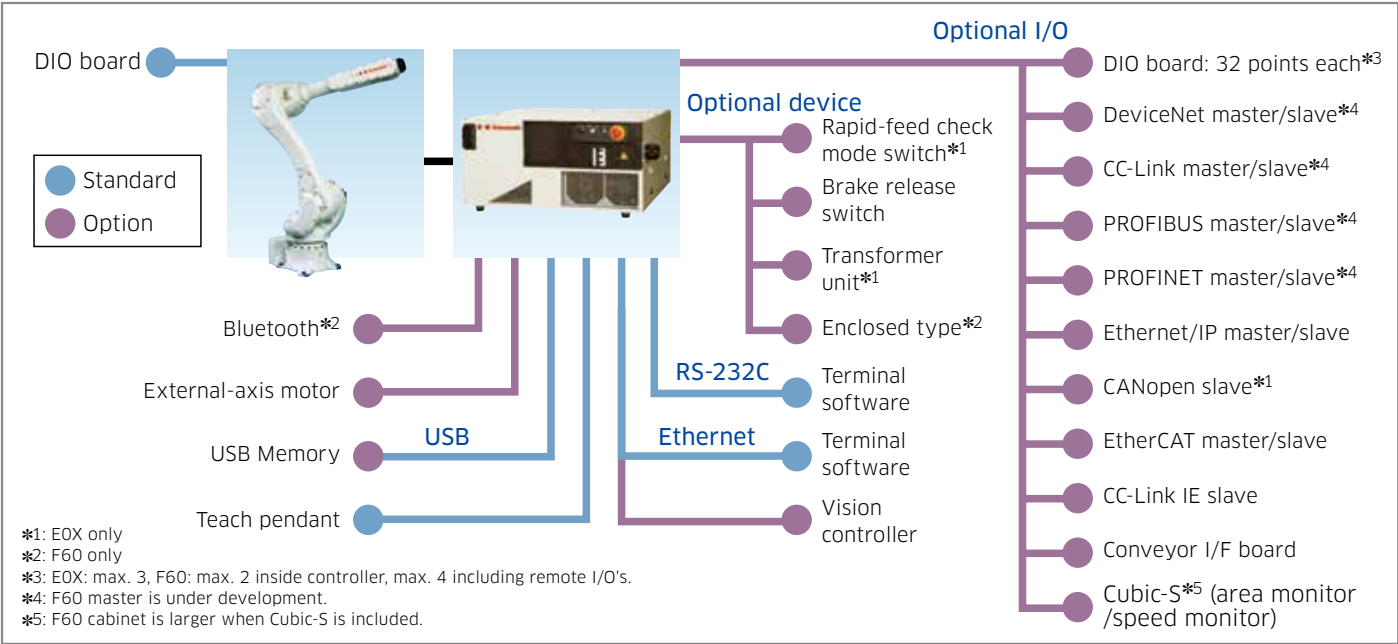 Optional I/O
DIO board
DIO board: 32 points each*3
Optional device
Rapid-feed check
mode switch*1
DeviceNet master/slave*4
Standard
Option
CC-Link master/slave*4
Brake release
switch
PROFIBUS master/slave*4
Transformer
unit*1
PROFINET master/slave*4
Bluetooth*2
Enclosed type*2
Ethernet/IP master/slave
External-axis motor
RS-232C
Terminal
software
CANopen slave*1
USB Memory
USB
Ethernet
Terminal
software
EtherCAT master/slave
CC-Link IE slave
Teach pendant
Vision
controller
Conveyor I/F board
Cubic-S*5 (area monitor
/speed monitor)
*1: E0X only
*2: F60 only
*3: E0X: max. 3, F60: max. 2 inside controller, max. 4 including remote I/O's.
*4: F60 master is under development.
*5: F60 cabinet is larger when Cubic-S is included.